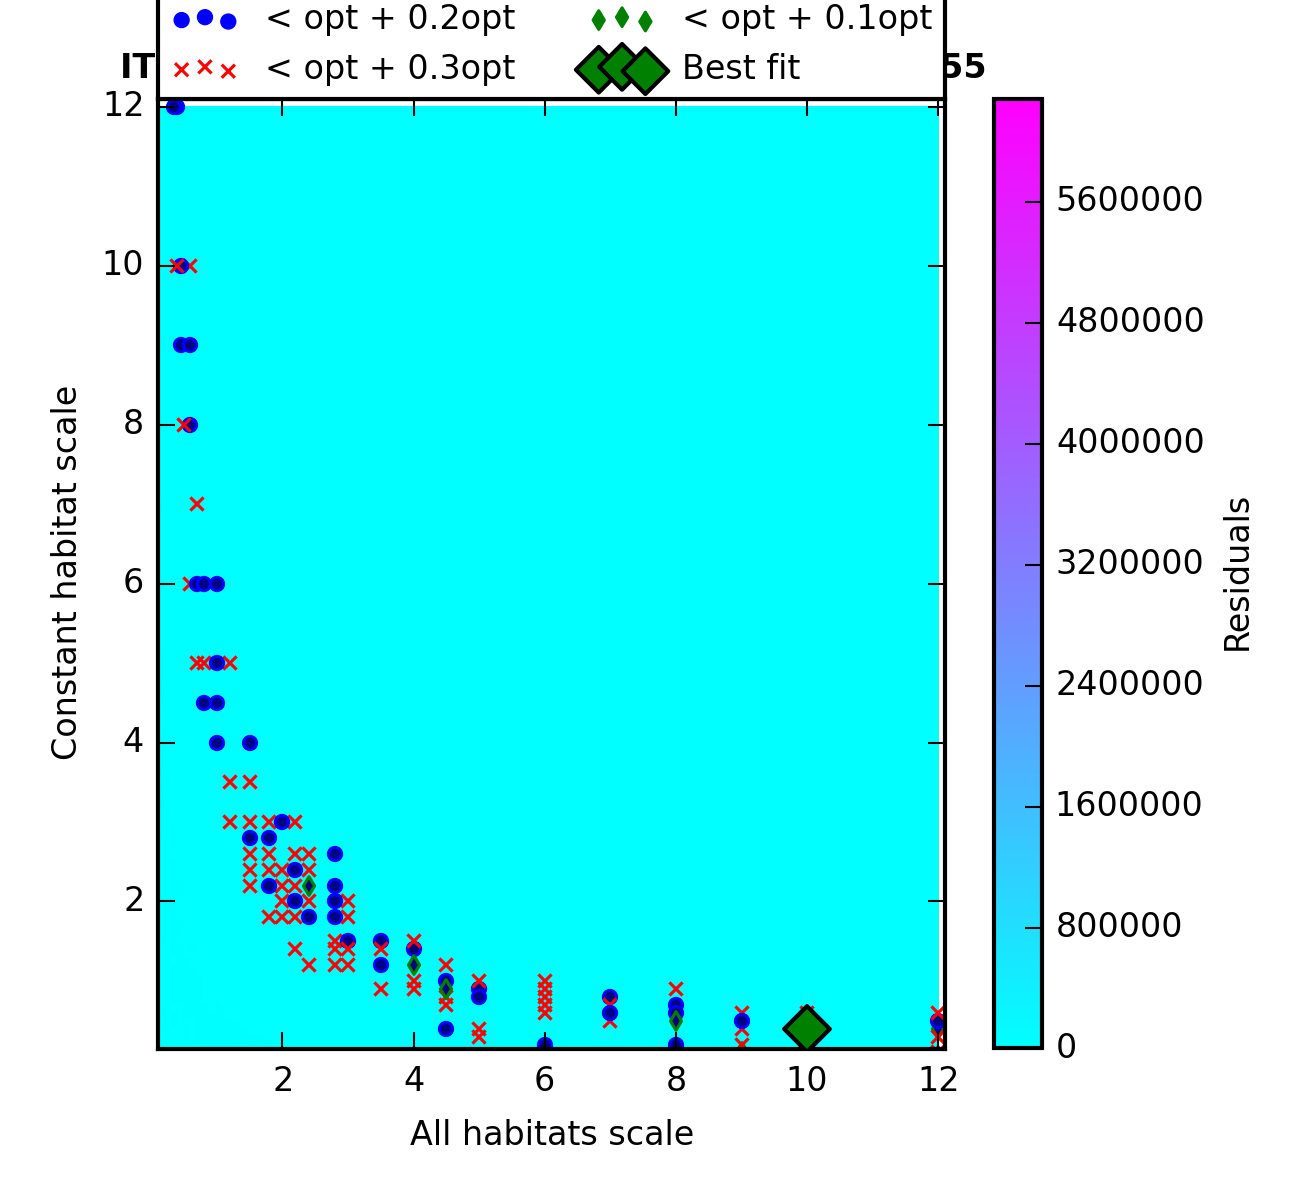 < opt + 0.2opt < opt + 0.1opt
< opt + 0.3opt Best fit
IT 55
12
10
8
6
4
2
2 4 6 8 10 12
All habitats scale
Constant habitat scale
5600000
4800000
4000000
3200000
2400000
1600000
800000
0
Residuals